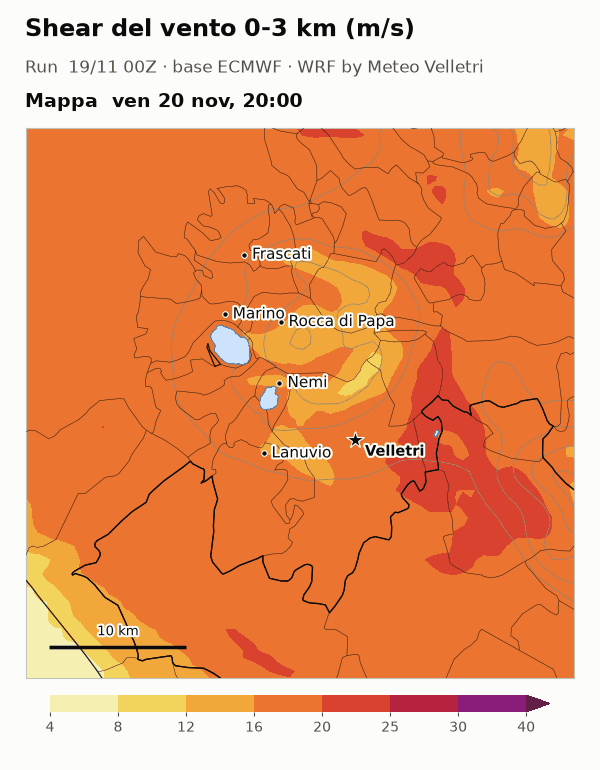 Shear del vento 0-3 km (m/s)
Run 19/11 00Z · base ECMWF · WRF by Meteo Velletri
Mappa ven 20 nov, 20:00
Frascati
Marino
Rocca di Papa
Nemi
Velletri
Lanuvio
10 km
4 8 12 16 20 25 30 40